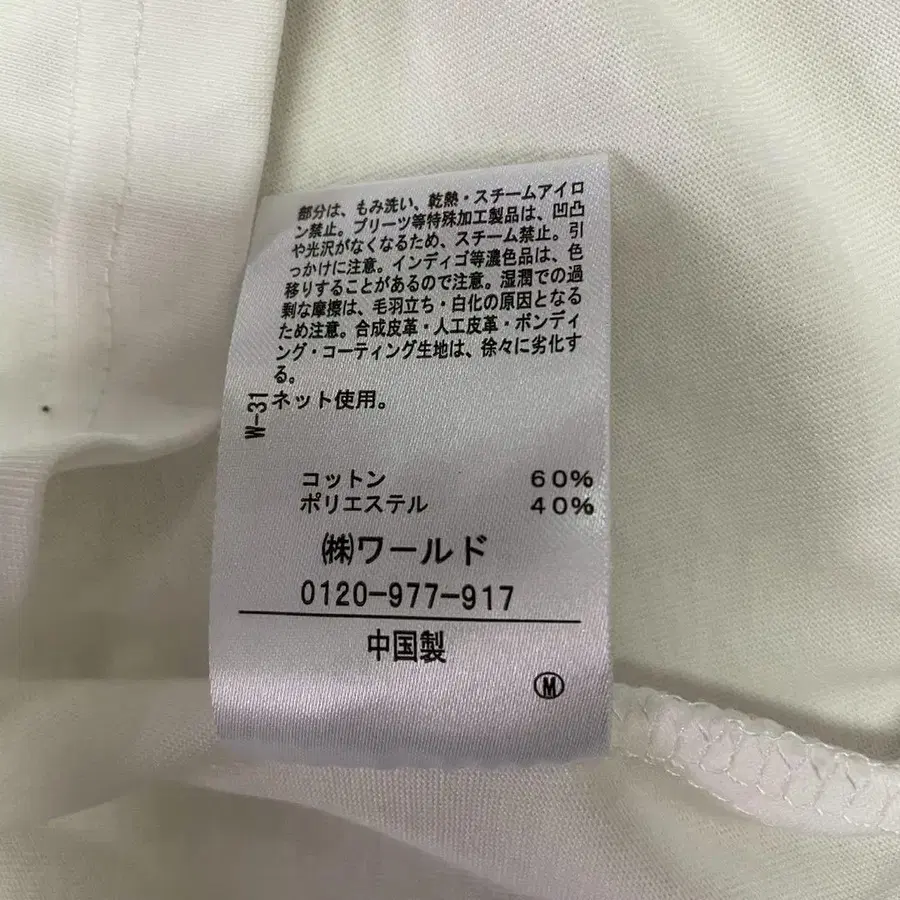 部分は、もみ洗い、乾熱・スチームアイロ
ン禁止。プリーツ等特殊加工製品は、凹凸
や光沢がなくなるため、スチーム禁止。引
っかけに注意。インディゴ等濃色品は、色
移りすることがあるので注意。湿潤での過
剰な摩擦は、毛羽立ち・白化の原因となる
ため注意。合成皮革・人工皮革・ボンディ
ング・コーティング生地は、徐々に劣化す
る。
ネット使用。
W-31
コットン 60%
ポリエステル 40%
㈱ワールド
0120-977-917
中国製
Ⓜ